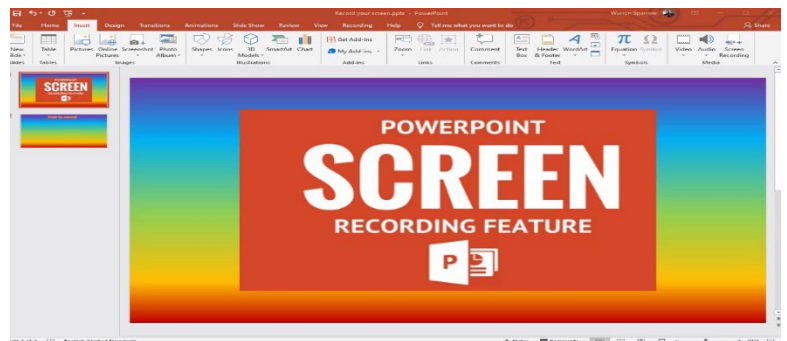 Record your screen.pptx - PowerPoint
File Home Insert Design Transitions Animations Slide Show Review View Recording Help Tell me what you want to do Share
New Table Pictures Online Screenshot Photo Shapes Icons 3D SmartArt Chart Get Add-ins My Add-ins Zoom Link Action Comment Text Header WordArt Equation Symbol Video Audio Screen
Slide Pictures Album Models Box & Footer Recording
Slides Tables Images Illustrations Add-ins Links Comments Text Symbols Media
SCREEN
POWERPOINT
SCREEN
RECORDING FEATURE
P